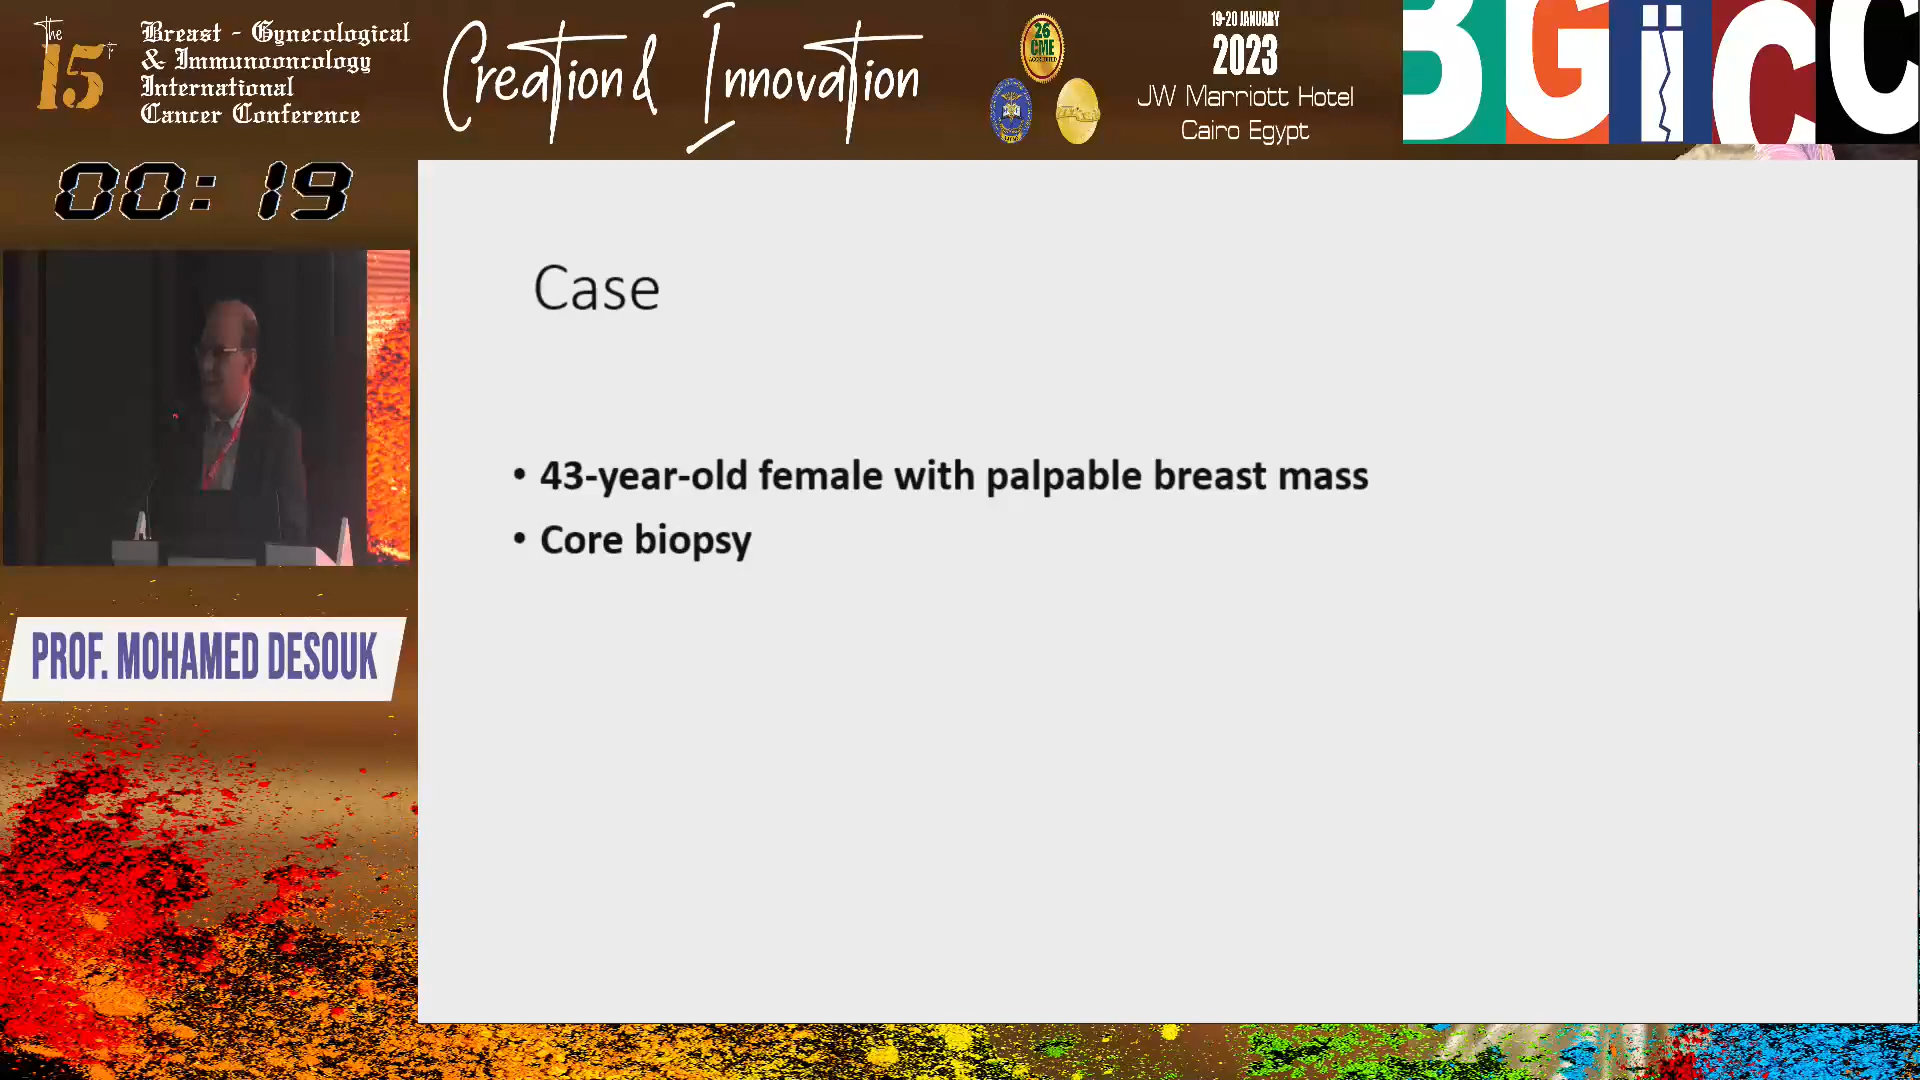 The
15th
Breast - Gynecological
& Immunooncology
International
Cancer Conference
Creation & Innovation
26
CME
ACCREDITED
19-20 JANUARY
2023
JW Marriott Hotel
Cairo Egypt
BGICC
00:19
PROF. MOHAMED DESOUK
Case
• 43-year-old female with palpable breast mass
• Core biopsy